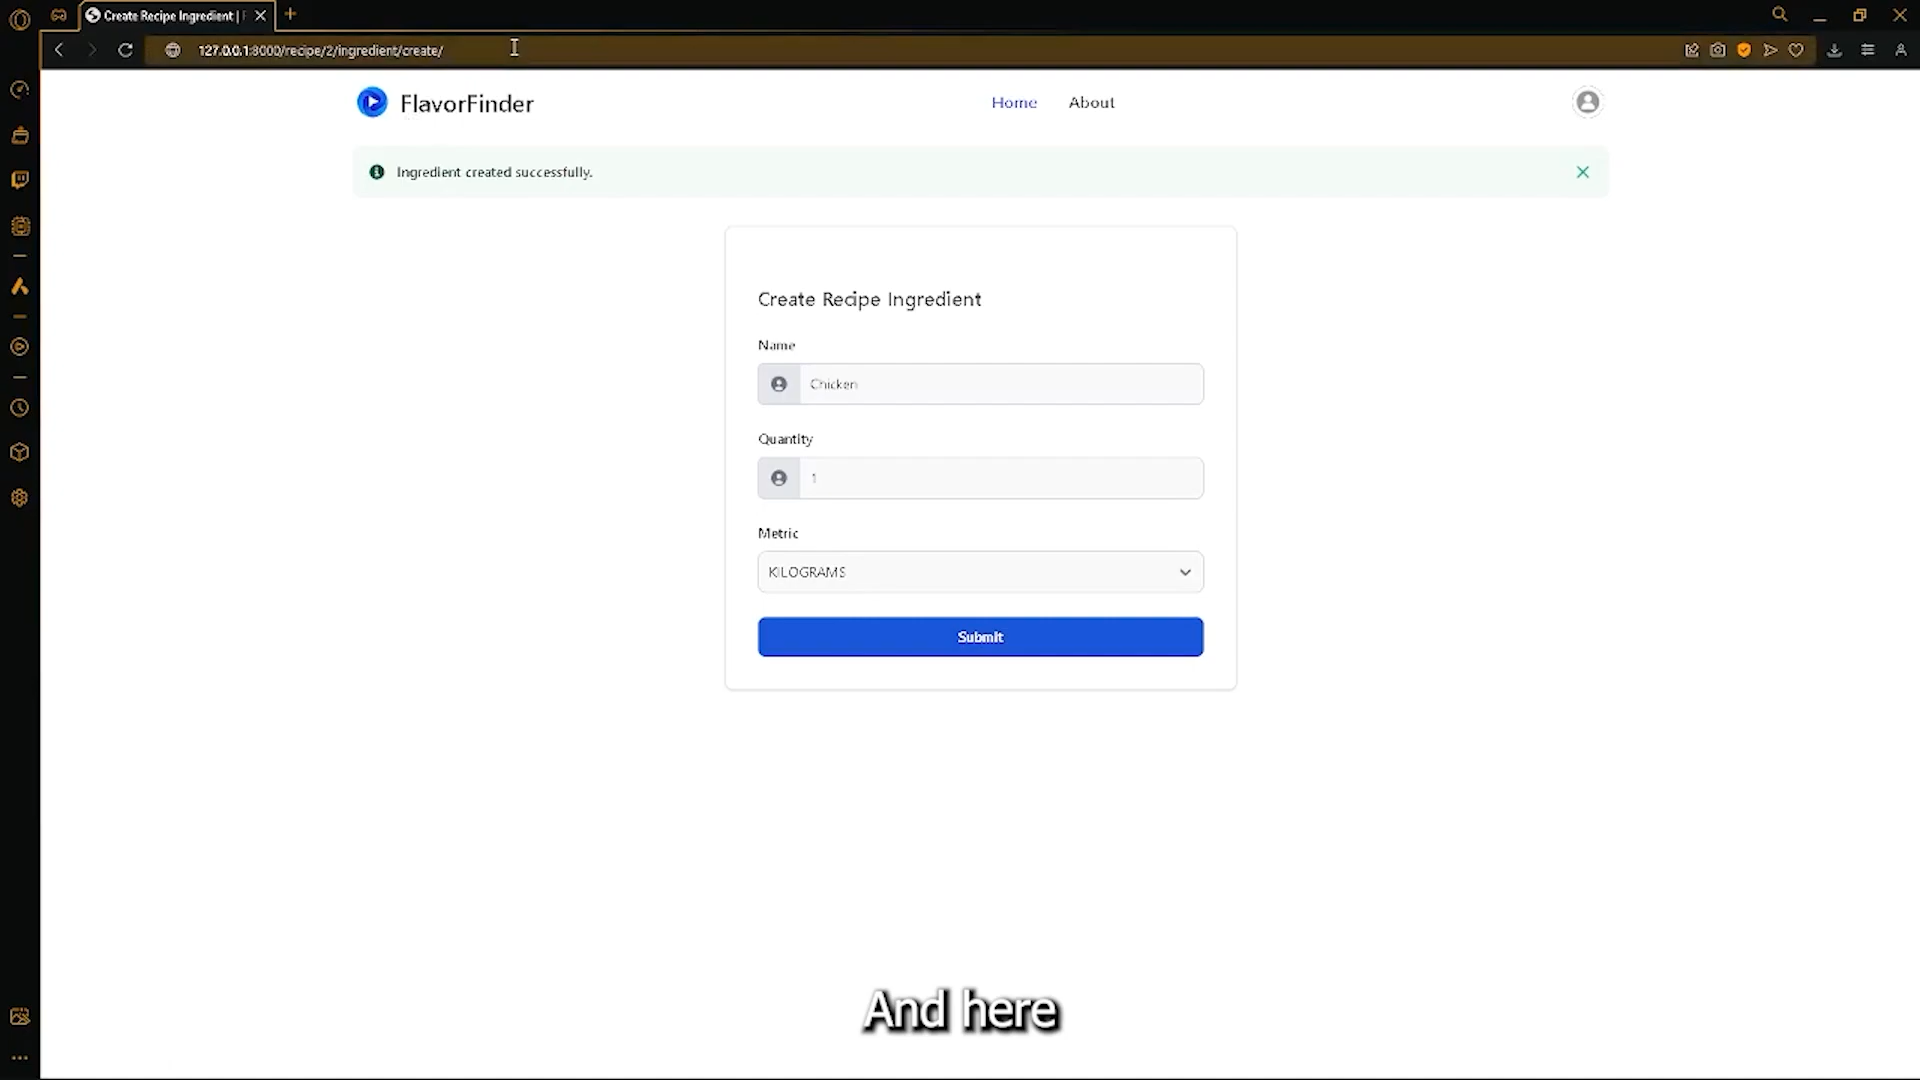 Create Recipe Ingredient |
127.0.0.1:8000/recipe/2/ingredient/create/
FlavorFinder
Home
About
Ingredient created successfully.
Create Recipe Ingredient
Name
Chicken
Quantity
1
Metric
KILOGRAMS
Submit
And here